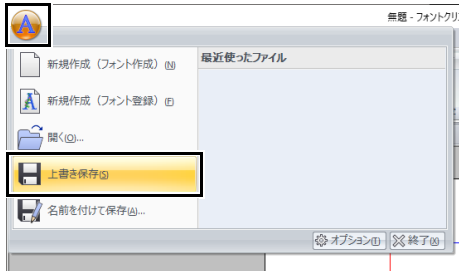 無題 - フォントクリ
最近使ったファイル
新規作成（フォント作成）(N)
新規作成（フォント登録）(F)
開く(O)...
上書き保存(S)
名前を付けて保存(A)...
オプション(I) 終了(X)